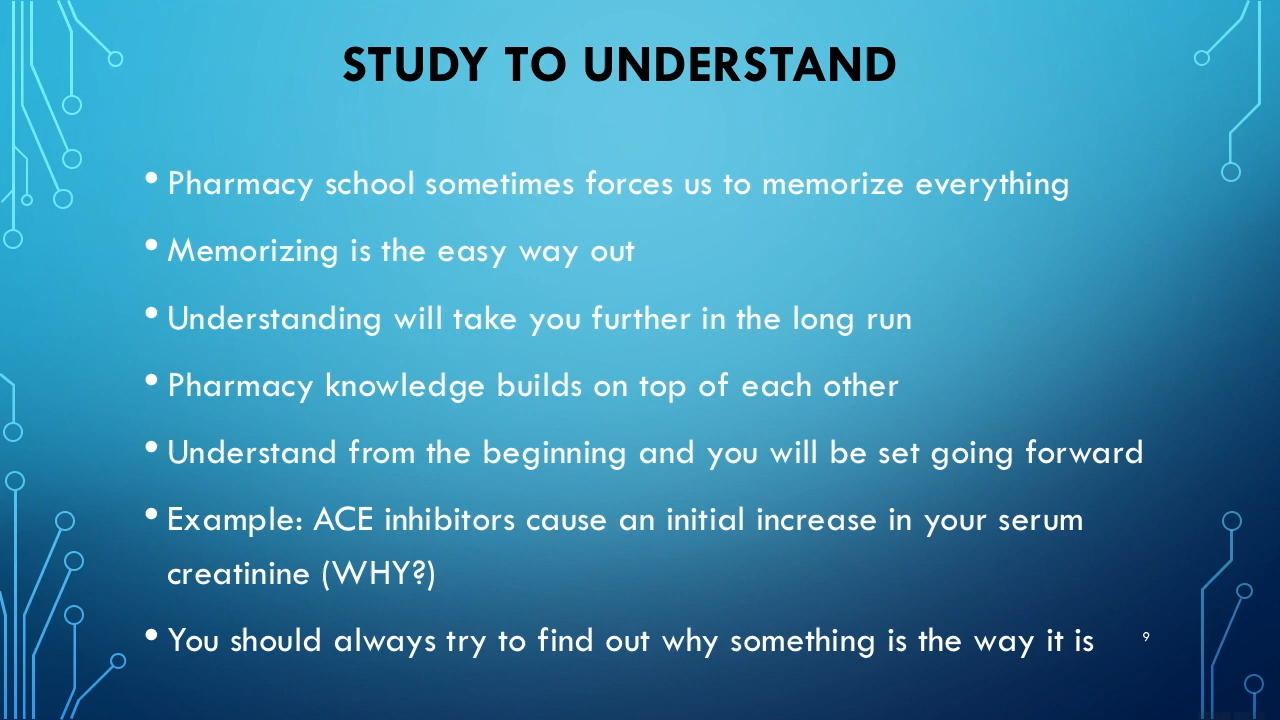 STUDY TO UNDERSTAND
• Pharmacy school sometimes forces us to memorize everything
• Memorizing is the easy way out
• Understanding will take you further in the long run
• Pharmacy knowledge builds on top of each other
• Understand from the beginning and you will be set going forward
• Example: ACE inhibitors cause an initial increase in your serum
creatinine (WHY?)
• You should always try to find out why something is the way it is
9